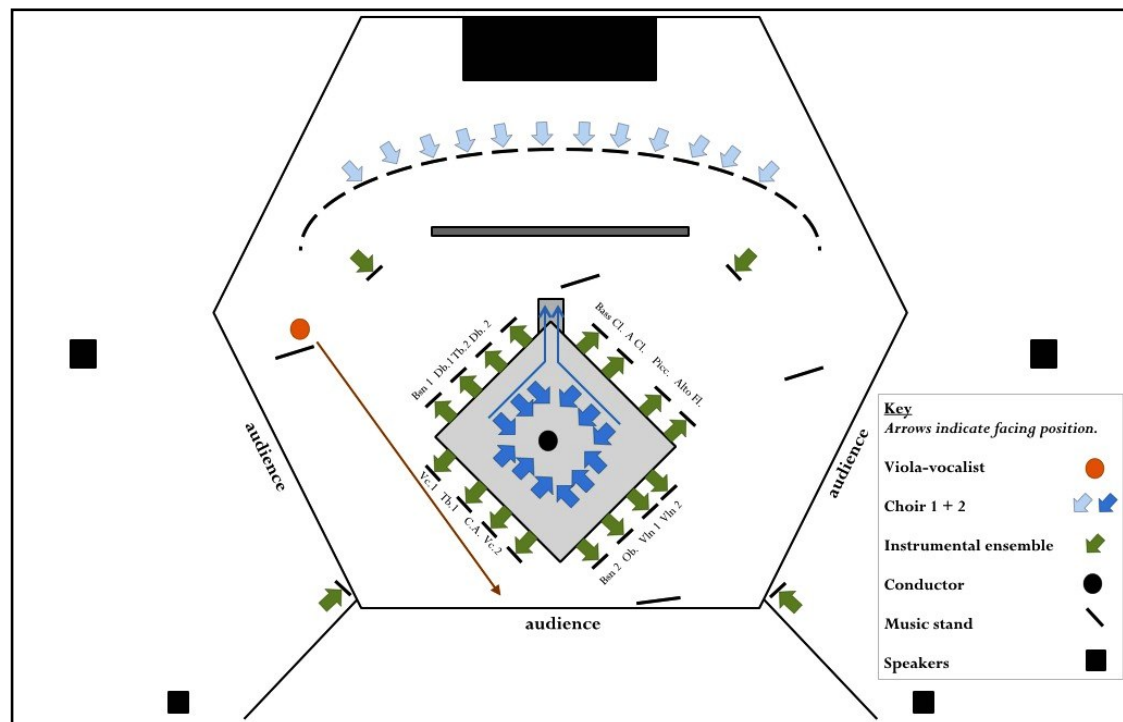 Bsn 1 Db.1 Tb.2 Db. 2
Bass Cl. A Cl. Picc. Alto Fl.
Vc.1 Tb.1 C.A. Vc.2
Bsn 2 Ob. Vln 1 Vln 2
audience
audience
audience
Key
Arrows indicate facing position.
Viola-vocalist
Choir 1 + 2
Instrumental ensemble
Conductor
Music stand
Speakers